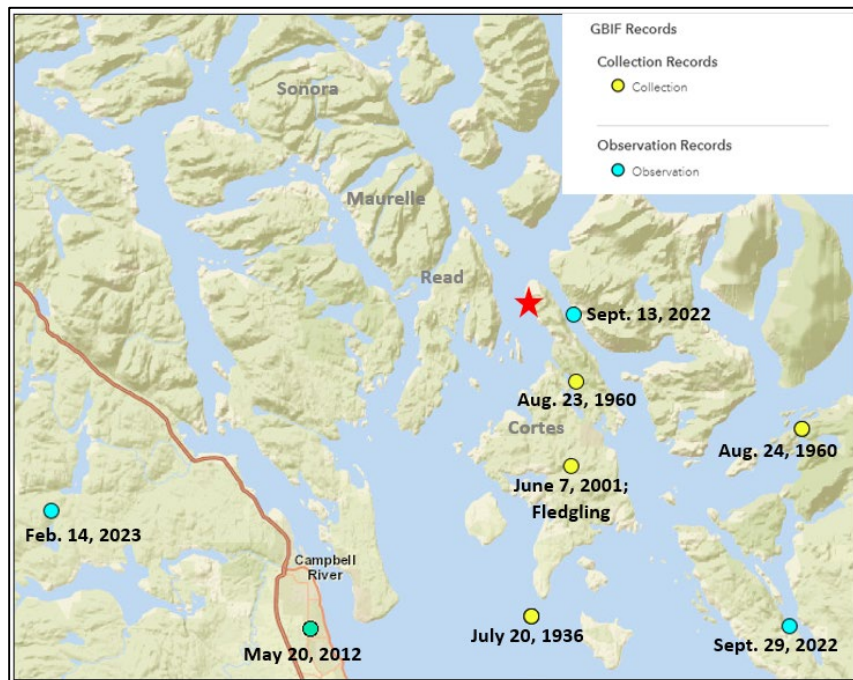 GBIF Records
Collection Records
Collection
Observation Records
Observation
Sonora
Maurelle
Read
Sept. 13, 2022
Aug. 23, 1960
Cortes
Aug. 24, 1960
June 7, 2001;
Fledgling
Feb. 14, 2023
Campbell
River
May 20, 2012
July 20, 1936
Sept. 29, 2022